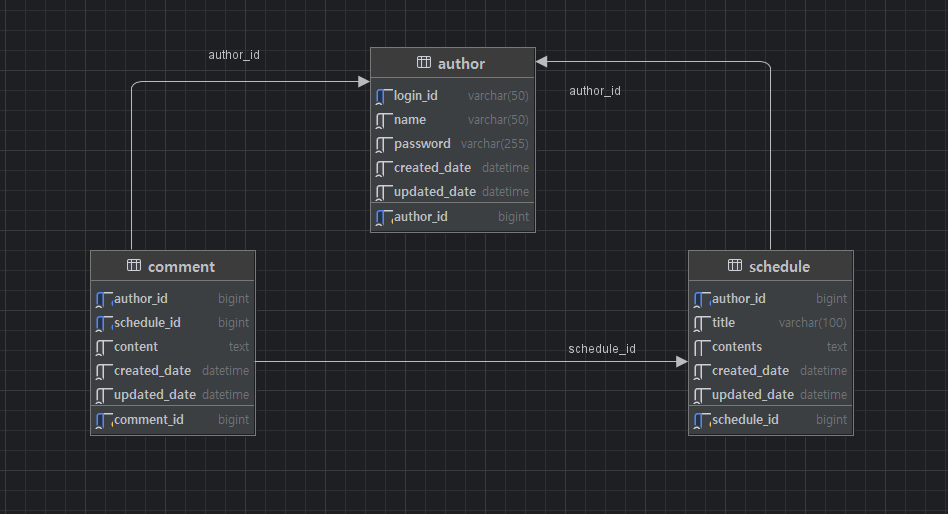 author_id
author
login_id varchar(50)
name varchar(50)
password varchar(255)
created_date datetime
updated_date datetime
author_id bigint
author_id
comment
author_id bigint
schedule_id bigint
content text
created_date datetime
updated_date datetime
comment_id bigint
schedule_id
schedule
author_id bigint
title varchar(100)
contents text
created_date datetime
updated_date datetime
schedule_id bigint